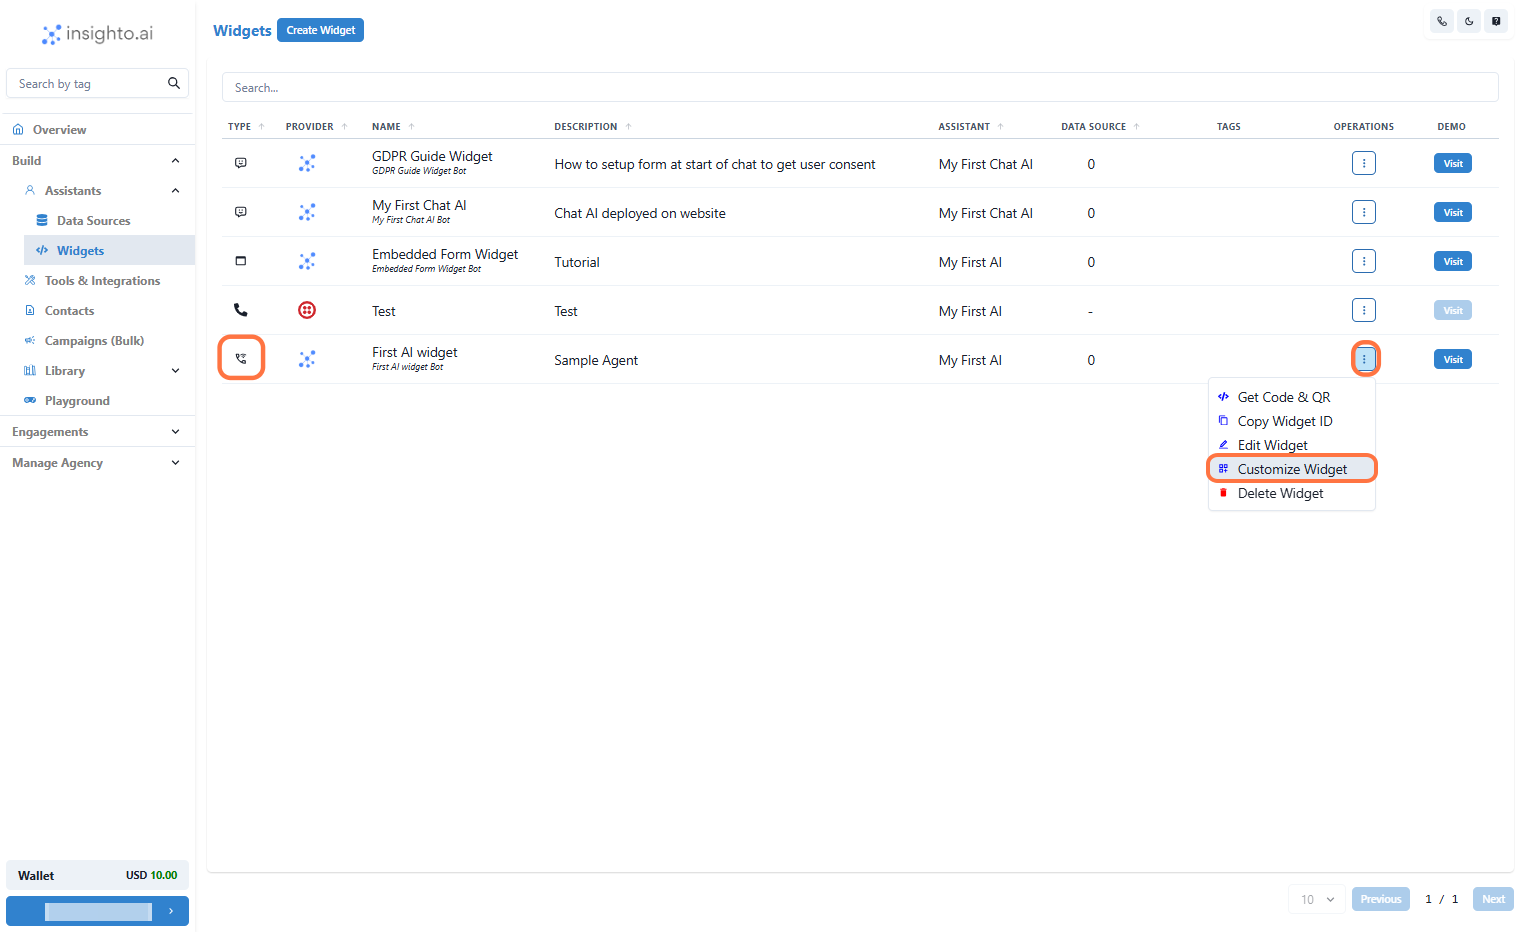 insighto.ai
Search by tag
Overview
Build
Assistants
Data Sources
Widgets
Tools & Integrations
Contacts
Campaigns (Bulk)
Library
Playground
Engagements
Manage Agency
Wallet USD 10.00
Widgets Create Widget
Search...
TYPE PROVIDER NAME DESCRIPTION ASSISTANT DATA SOURCE TAGS OPERATIONS DEMO
GDPR Guide Widget
GDPR Guide Widget Bot
How to setup form at start of chat to get user consent My First Chat AI 0 Visit
My First Chat AI
My First Chat AI Bot
Chat AI deployed on website My First Chat AI 0 Visit
Embedded Form Widget
Embedded Form Widget Bot
Tutorial My First AI 0 Visit
Test Test My First AI - Visit
First AI widget
First AI widget Bot
Sample Agent My First AI 0 Visit
Get Code & QR
Copy Widget ID
Edit Widget
Customize Widget
Delete Widget
10 Previous 1 / 1 Next